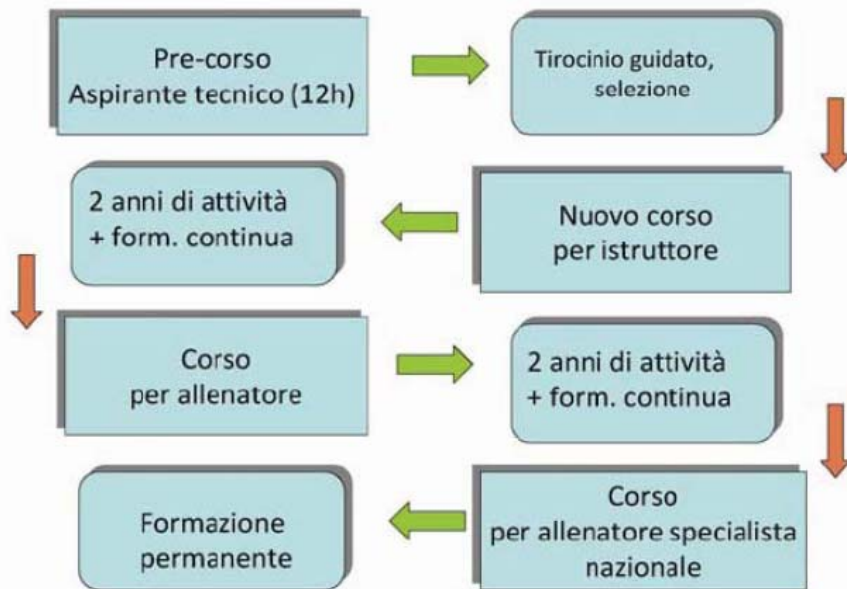 Pre-corso
Aspirante tecnico (12h)
Tirocinio guidato,
selezione
2 anni di attività
+ form. continua
Nuovo corso
per istruttore
Corso
per allenatore
2 anni di attività
+ form. continua
Formazione
permanente
Corso
per allenatore specialista
nazionale